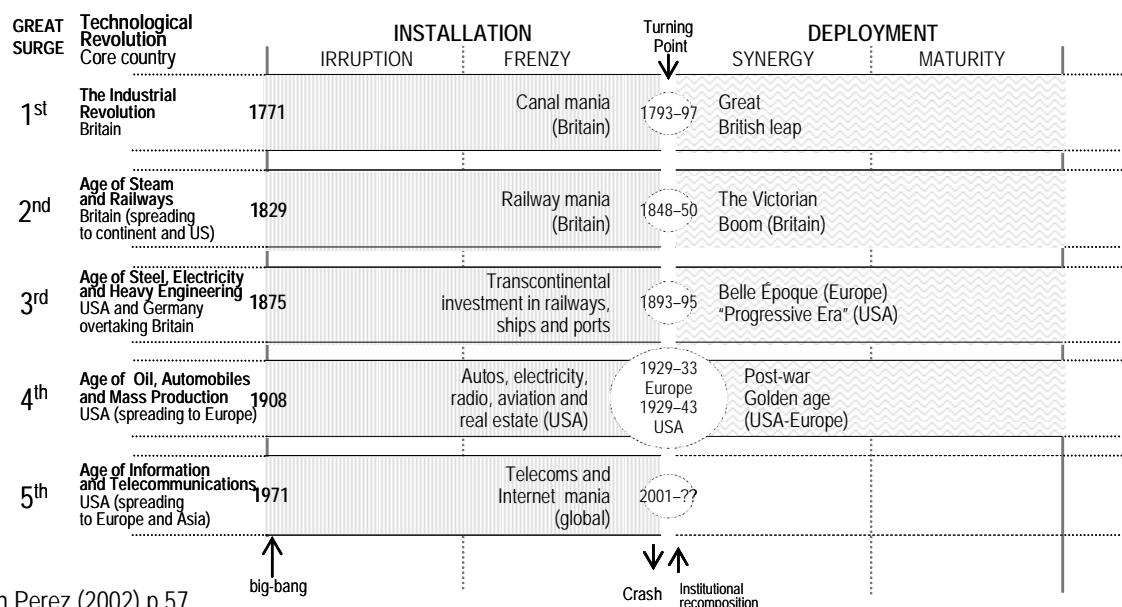 GREAT
SURGE
Technological
Revolution
Core country
INSTALLATION
Turning
Point
DEPLOYMENT
IRRUPTION
FRENZY
SYNERGY
MATURITY
1st
The Industrial
Revolution
Britain
1771
Canal mania
(Britain)
1793–97
Great
British leap
2nd
Age of Steam
and Railways
Britain (spreading
to continent and US)
1829
Railway mania
(Britain)
1848–50
The Victorian
Boom (Britain)
3rd
Age of Steel, Electricity
and Heavy Engineering
USA and Germany
overtaking Britain
1875
Transcontinental
investment in railways,
ships and ports
1893–95
Belle Époque (Europe)
"Progressive Era" (USA)
4th
Age of Oil, Automobiles
and Mass Production
USA (spreading to Europe)
1908
Autos, electricity,
radio, aviation and
real estate (USA)
1929–33
Europe
1929–43
USA
Post-war
Golden age
(USA-Europe)
5th
Age of Information
and Telecommunications
USA (spreading
to Europe and Asia)
1971
Telecoms and
Internet mania
(global)
2001–??
big-bang
Crash
Institutional
recomposition
Perez (2002) p.57